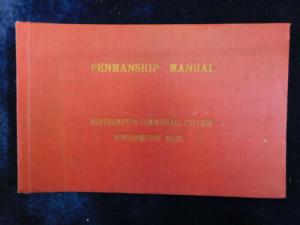 PENMANSHIP MANUAL
NORTHAMPTON COMMERCIAL COLLEGE
NORTHAMPTON, MASS.